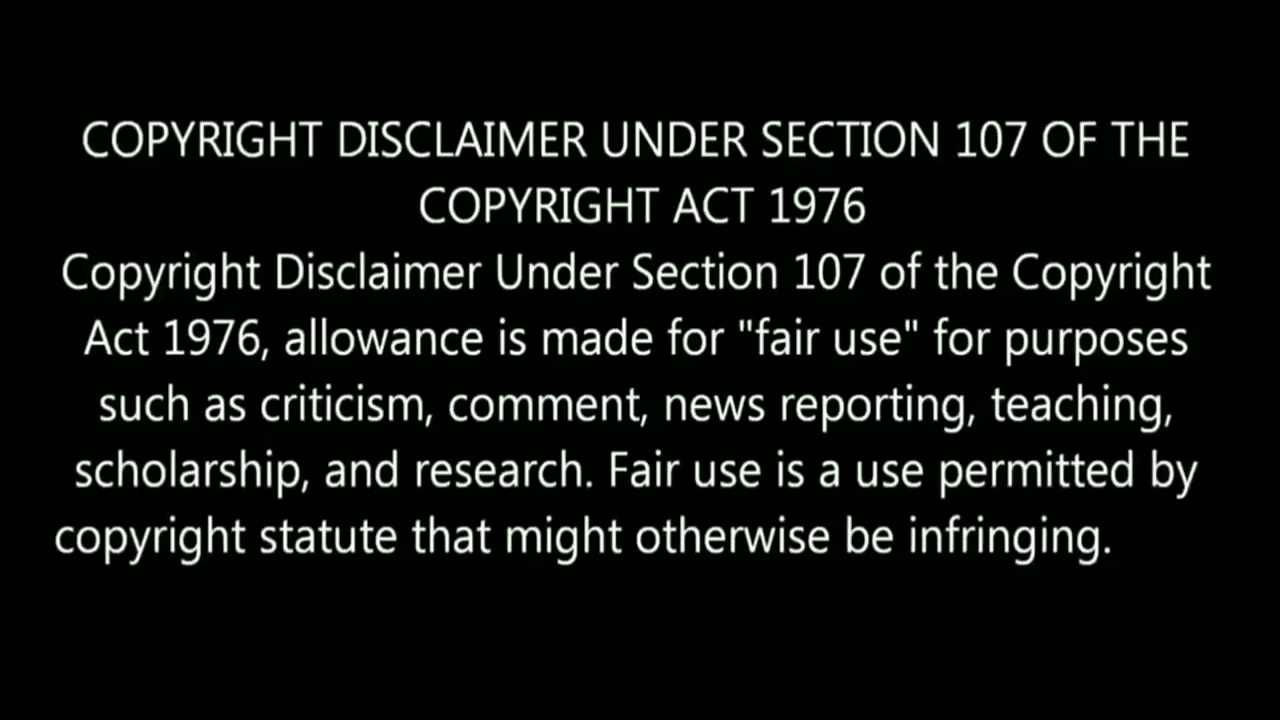 COPYRIGHT DISCLAIMER UNDER SECTION 107 OF THE
COPYRIGHT ACT 1976
Copyright Disclaimer Under Section 107 of the Copyright
Act 1976, allowance is made for "fair use" for purposes
such as criticism, comment, news reporting, teaching,
scholarship, and research. Fair use is a use permitted by
copyright statute that might otherwise be infringing.